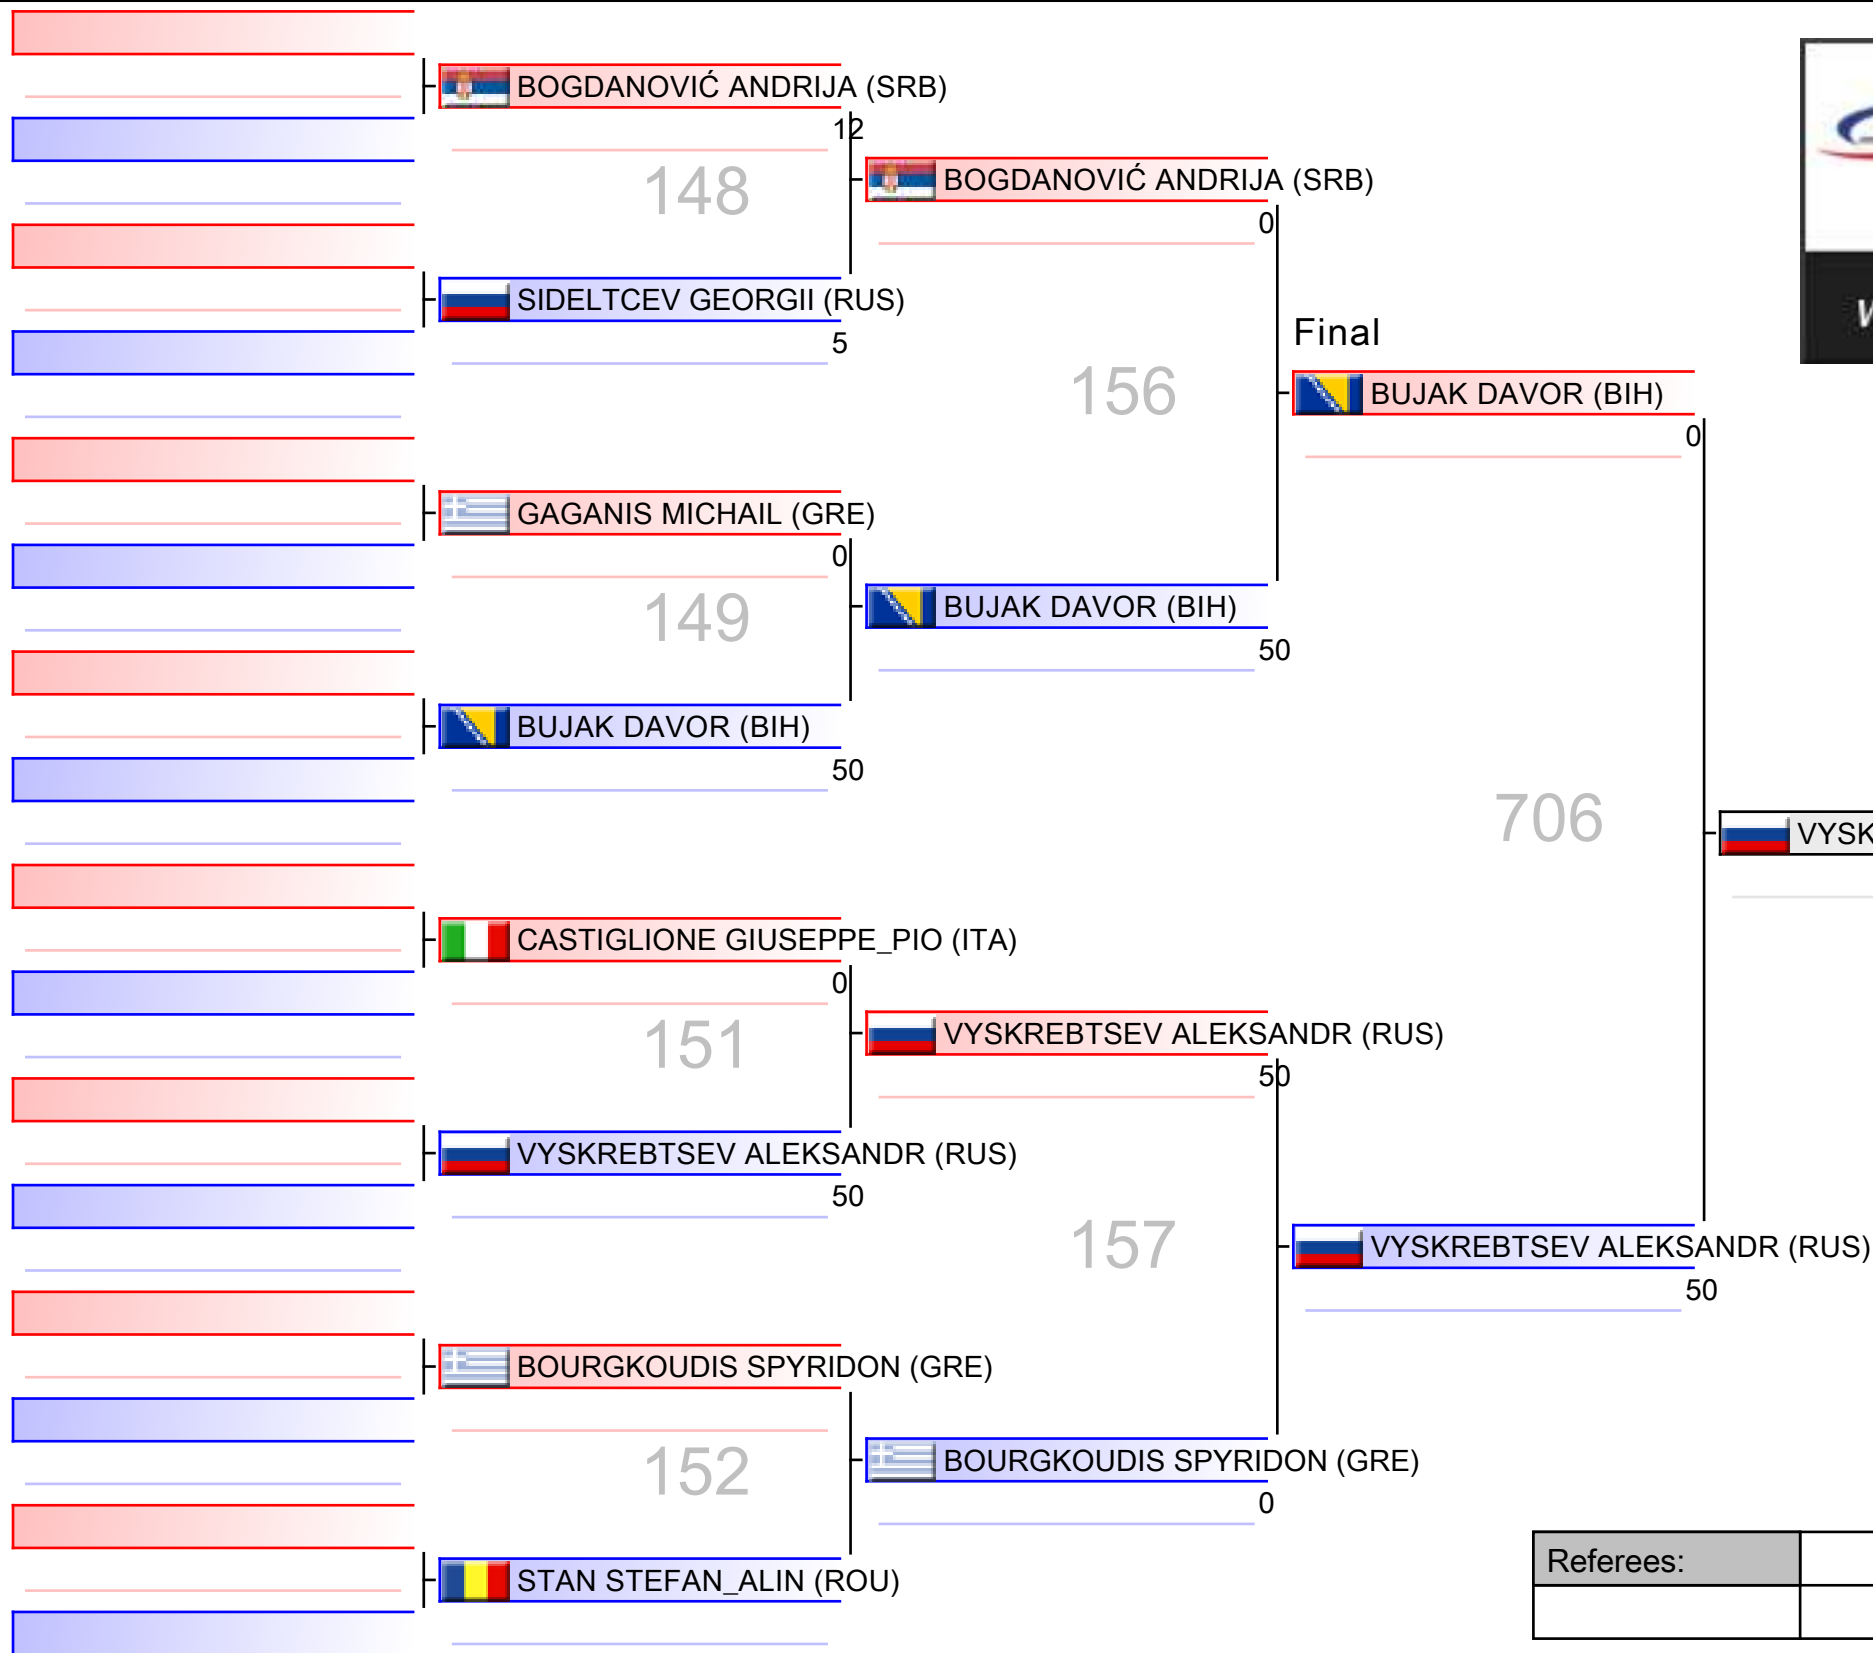 BOGDANOVIĆ ANDRIJA (SRB)
12
148
SIDELTCEV GEORGII (RUS)
5
GAGANIS MICHAIL (GRE)
0
149
BUJAK DAVOR (BIH)
50
CASTIGLIONE GIUSEPPE_PIO (ITA)
0
151
VYSKREBTSEV ALEKSANDR (RUS)
50
BOURGKOUDIS SPYRIDON (GRE)
152
STAN STEFAN_ALIN (ROU)
BOGDANOVIĆ ANDRIJA (SRB)
0
156
BUJAK DAVOR (BIH)
50
VYSKREBTSEV ALEKSANDR (RUS)
50
157
BOURGKOUDIS SPYRIDON (GRE)
0
Final
BUJAK DAVOR (BIH)
0
706
VYSKREBTSEV ALEKSANDR (RUS)
50
VYSK
Referees: